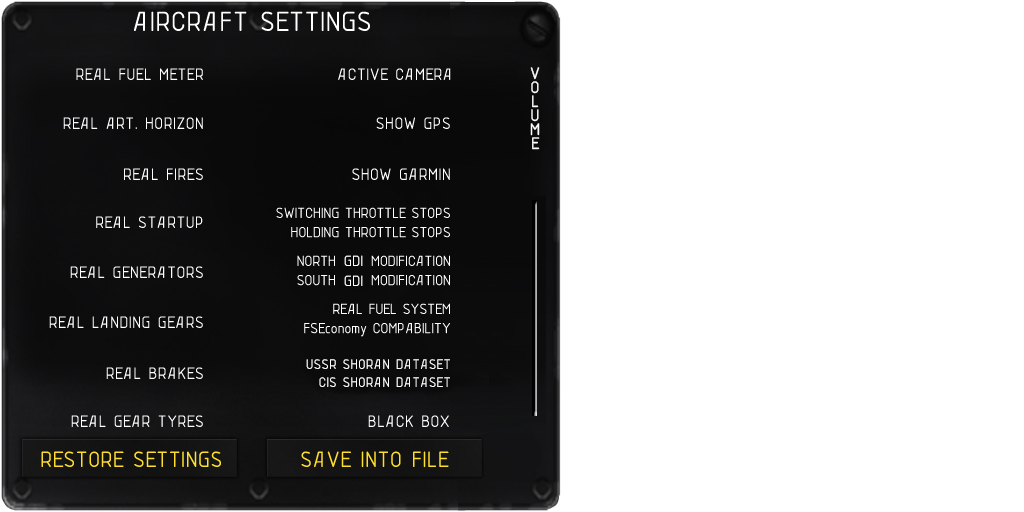 AIRCRAFT SETTINGS
REAL FUEL METER
REAL ART. HORIZON
REAL FIRES
REAL STARTUP
REAL GENERATORS
REAL LANDING GEARS
REAL BRAKES
REAL GEAR TYRES
ACTIVE CAMERA
SHOW GPS
SHOW GARMIN
SWITCHING THROTTLE STOPS
HOLDING THROTTLE STOPS
NORTH GDI MODIFICATION
SOUTH GDI MODIFICATION
REAL FUEL SYSTEM
FSEconomy COMPABILITY
USSR SHORAN DATASET
CIS SHORAN DATASET
BLACK BOX
VOLUME
RESTORE SETTINGS
SAVE INTO FILE